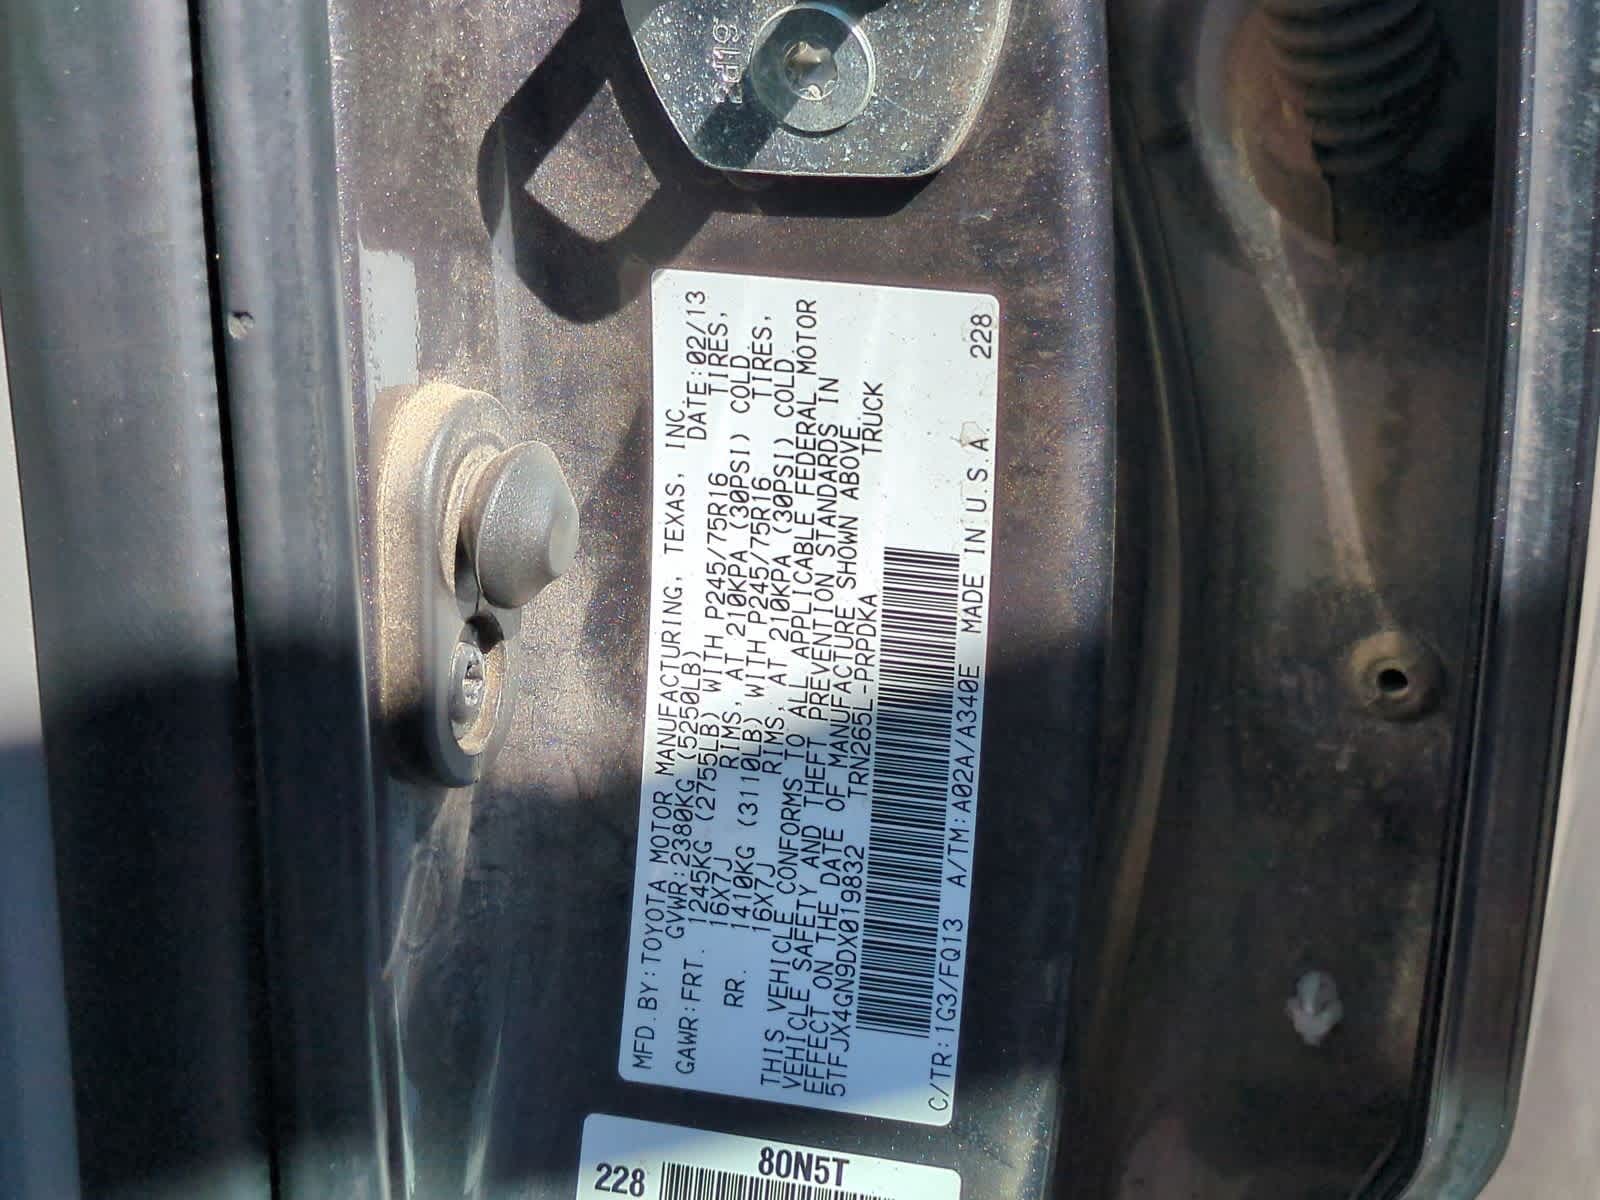 2d19
MFD.BY:TOYOTA MOTOR MANUFACTURING, TEXAS, INC.
GVWR:2380KG(5250LB) DATE:02/13
GAWR:FRT. 1245KG (2755LB) WITH P245/75R16 TIRES,
16X7J RIMS, AT 210KPA (30PSI) COLD
RR. 1410KG (3110LB)WITH P245/75R16 TIRES,
16X7J RIMS, AT 210KPA (30PSI) COLD
THIS VEHICLE CONFORMS TO ALL APPLICABLE FEDERAL MOTOR
VEHICLE SAFETY AND THEFT PREVENTION STANDARDS IN
EFFECT ON THE DATE OF MANUFACTURE SHOWN ABOVE.
5TFJX4GN9DX019832 TRN265L-PRPDKA TRUCK
C/TR:1G3/FQ13 A/TM:A02A/A340E MADE IN U.S.A. 228
228 80N5T